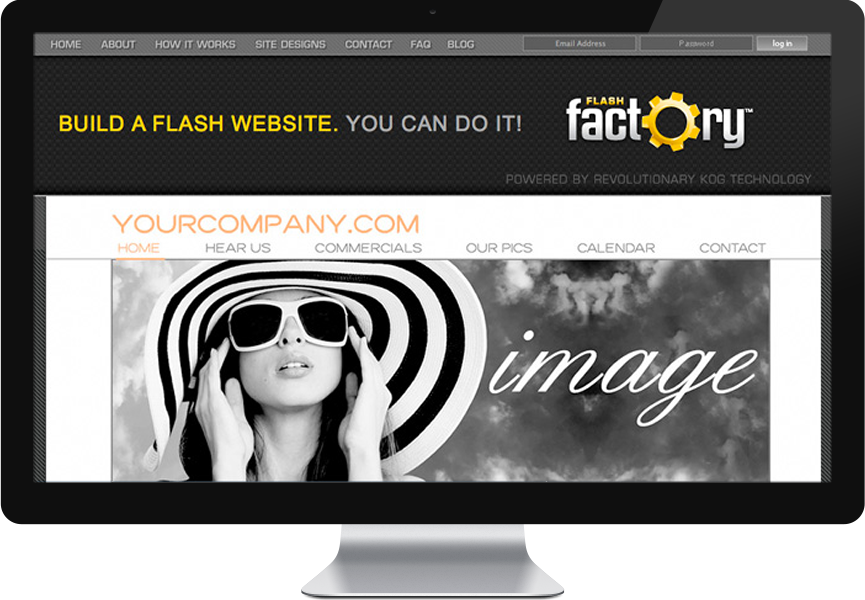 HOME ABOUT HOW IT WORKS SITE DESIGNS CONTACT FAQ BLOG Email Address Password log in
BUILD A FLASH WEBSITE. YOU CAN DO IT!
FLASH
factory™
POWERED BY REVOLUTIONARY KOG TECHNOLOGY
YOURCOMPANY.COM
HOME HEAR US COMMERCIALS OUR PICS CALENDAR CONTACT
image